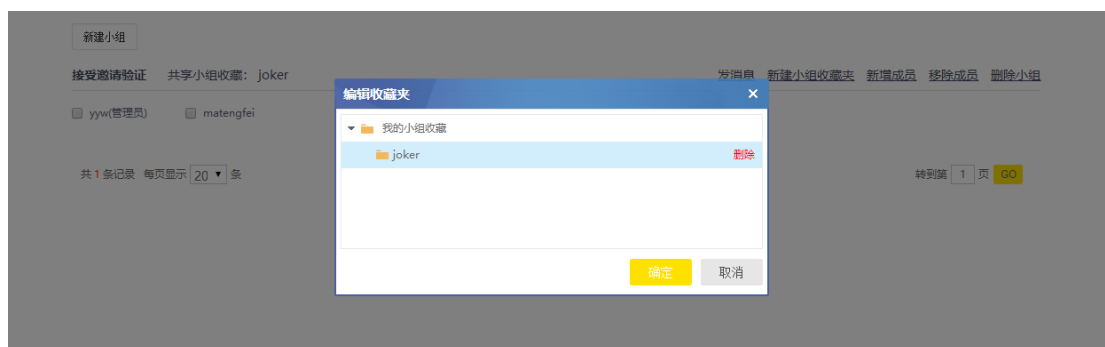 新建小组
接受邀请验证 共享小组收藏: joker 发消息 新建小组收藏夹 新增成员 移除成员 删除小组
编辑收藏夹 ×
yyw(管理员) matengfei
我的小组收藏
joker 删除
共1条记录 每页显示 20 条 转到第 1 页 GO
确定 取消